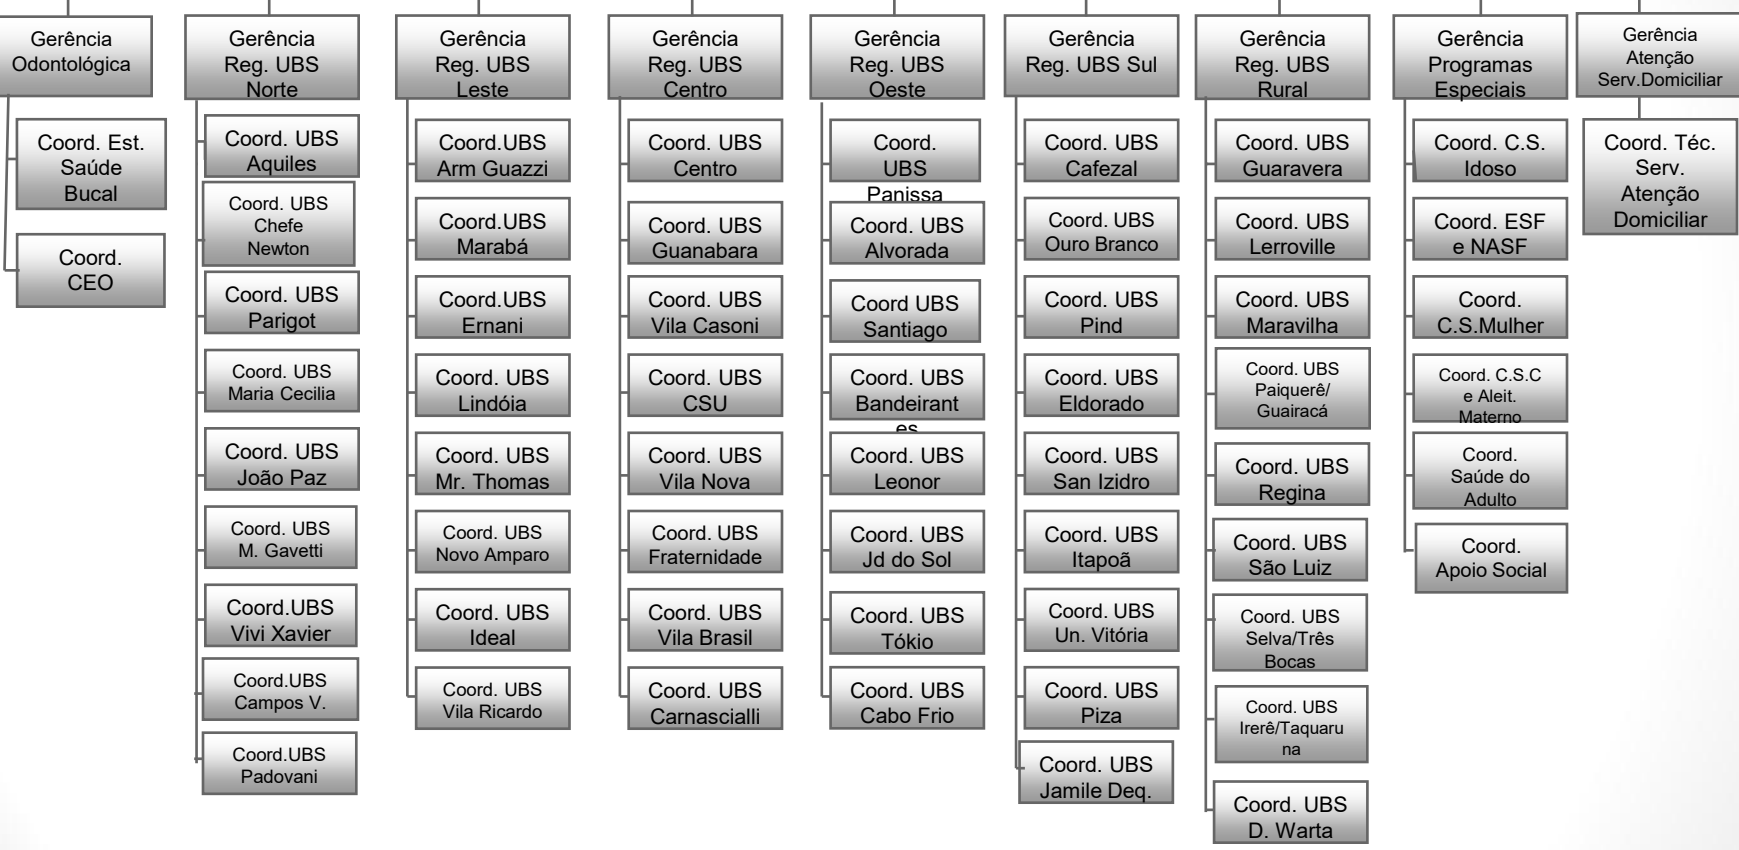 Gerência
Odontológica
Coord. Est.
Saúde
Bucal
Coord.
CEO
Gerência
Reg. UBS
Norte
Coord. UBS
Aquiles
Coord. UBS
Chefe
Newton
Coord. UBS
Parigot
Coord. UBS
Maria Cecilia
Coord. UBS
João Paz
Coord. UBS
M. Gavetti
Coord.UBS
Vivi Xavier
Coord.UBS
Campos V.
Coord.UBS
Padovani
Gerência
Reg. UBS
Leste
Coord.UBS
Arm Guazzi
Coord.UBS
Marabá
Coord.UBS
Ernani
Coord. UBS
Lindóia
Coord. UBS
Mr. Thomas
Coord. UBS
Novo Amparo
Coord. UBS
Ideal
Coord. UBS
Vila Ricardo
Gerência
Reg. UBS
Centro
Coord. UBS
Centro
Coord. UBS
Guanabara
Coord. UBS
Vila Casoni
Coord. UBS
CSU
Coord. UBS
Vila Nova
Coord. UBS
Fraternidade
Coord. UBS
Vila Brasil
Coord. UBS
Carnascialli
Gerência
Reg. UBS
Oeste
Coord.
UBS
Panissa
Coord. UBS
Alvorada
Coord UBS
Santiago
Coord. UBS
Bandeirant
es
Coord. UBS
Leonor
Coord. UBS
Jd do Sol
Coord. UBS
Tókio
Coord. UBS
Cabo Frio
Gerência
Reg. UBS Sul
Coord. UBS
Cafezal
Coord. UBS
Ouro Branco
Coord. UBS
Pind
Coord. UBS
Eldorado
Coord. UBS
San Izidro
Coord. UBS
Itapoã
Coord. UBS
Un. Vitória
Coord. UBS
Piza
Coord. UBS
Jamile Deq.
Gerência
Reg. UBS
Rural
Coord. UBS
Guaravera
Coord. UBS
Lerroville
Coord. UBS
Maravilha
Coord. UBS
Paiquerê/
Guairacá
Coord. UBS
Regina
Coord. UBS
São Luiz
Coord. UBS
Selva/Três
Bocas
Coord. UBS
Irerê/Taquaru
na
Coord. UBS
D. Warta
Gerência
Programas
Especiais
Coord. C.S.
Idoso
Coord. ESF
e NASF
Coord.
C.S.Mulher
Coord. C.S.C
e Aleit.
Materno
Coord.
Saúde do
Adulto
Coord.
Apoio Social
Gerência
Atenção
Serv.Domiciliar
Coord. Téc.
Serv.
Atenção
Domiciliar